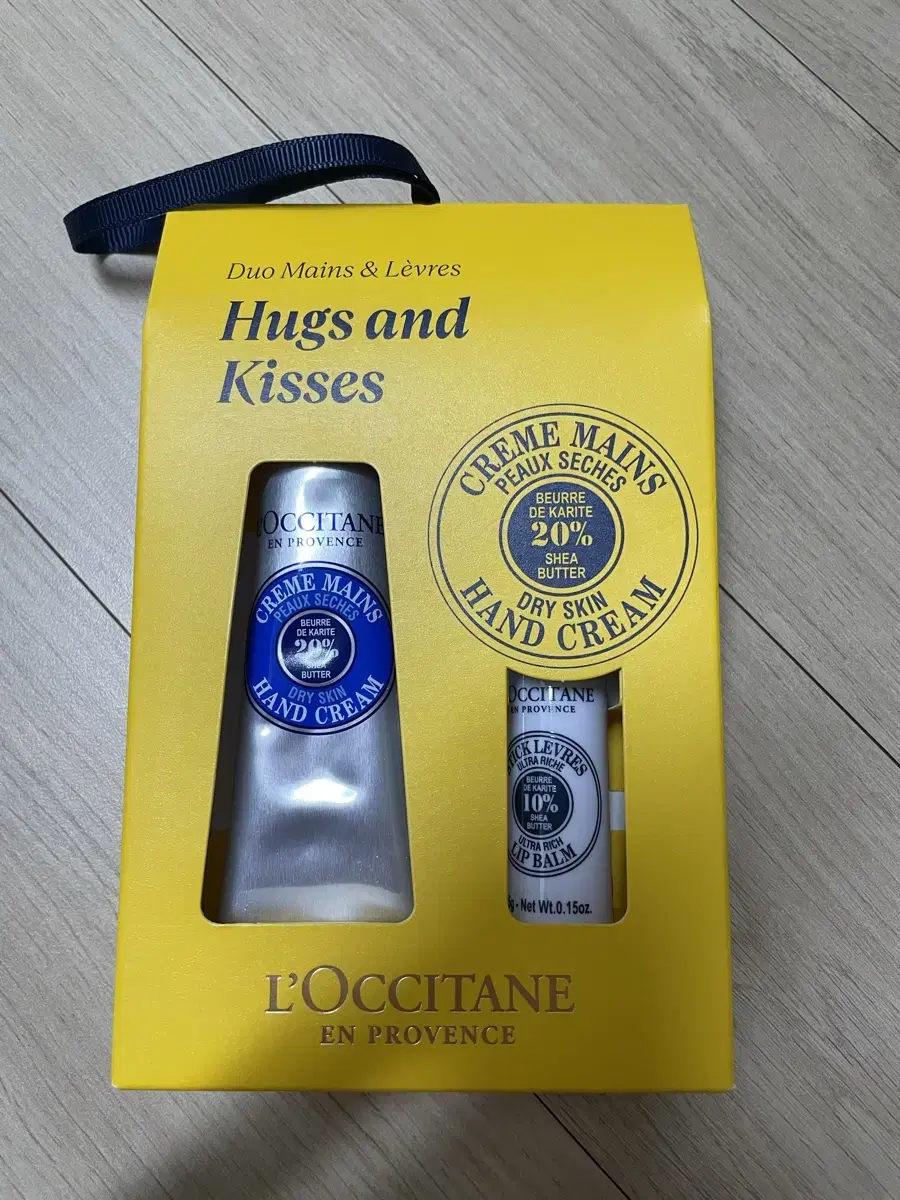 Duo Mains & Lèvres
Hugs and
Kisses
CREME MAINS
PEAUX SECHES
BEURRE
DE KARITE
20%
SHEA
BUTTER
DRY SKIN
HAND CREAM
L'OCCITANE
EN PROVENCE
CREME MAINS
PEAUX SECHES
BEURRE
DE KARITE
20%
SHEA
BUTTER
DRY SKIN
HAND CREAM
OCCITANE
EN PROVENCE
TICK LEVRES
ULTRA RICHE
BEURRE
DE KARITE
10%
SHEA
BUTTER
ULTRA RICH
LIP BALM
g - Net Wt.0.15oz.
L'OCCITANE
EN PROVENCE